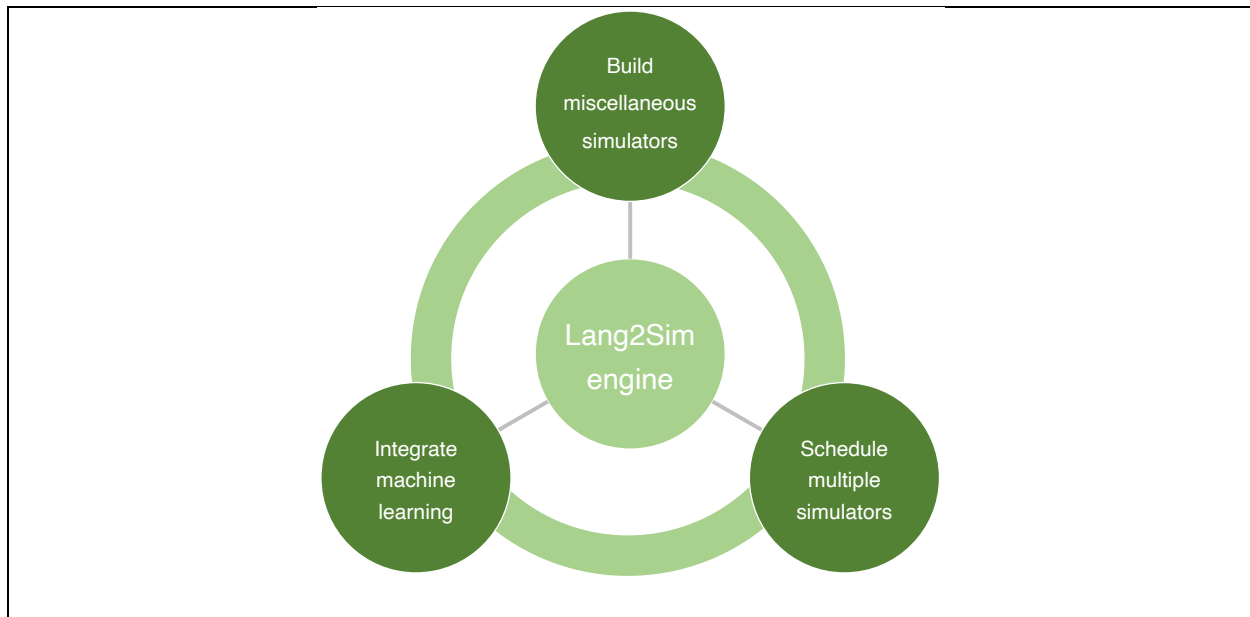 Build
miscellaneous
simulators
Lang2Sim
engine
Integrate
machine
learning
Schedule
multiple
simulators